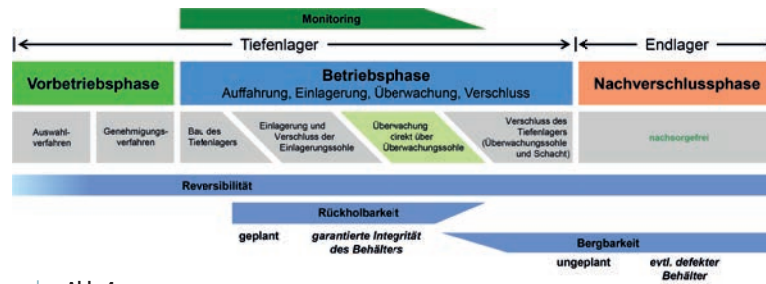 Monitoring
Tiefenlager
Endlager
Vorbetriebsphase
Betriebsphase
Auffahrung, Einlagerung, Überwachung, Verschluss
Nachverschlussphase
Auswahl-
verfahren
Genehmigungs-
verfahren
Bau des
Tiefenlagers
Einlagerung und
Verschluss der
Einlagerungssohle
Überwachung
direkt über
Überwachungssohle
Verschluss des
Tiefenlagers
(Überwachungssohle
und Schacht)
nachsorgefrei
Reversibilität
Rückholbarkeit
geplant
garantierte Integrität
des Behälters
Bergbarkeit
ungeplant
evtl. defekter
Behälter